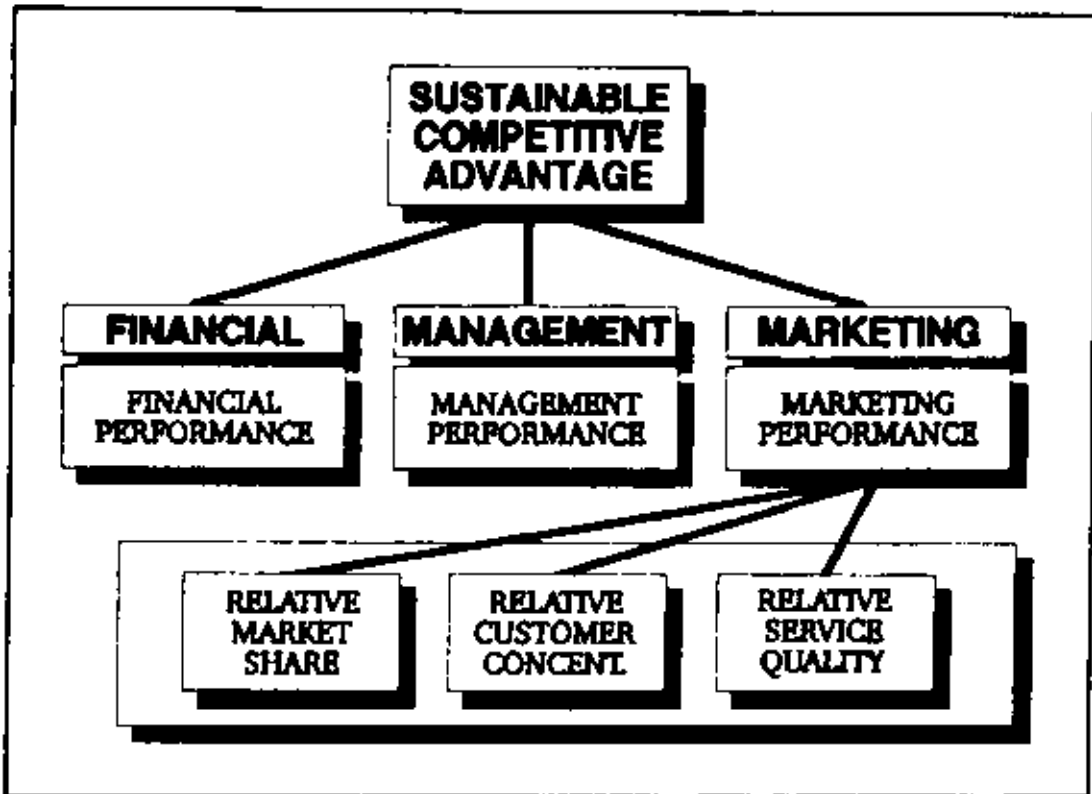 SUSTAINABLE
COMPETITIVE
ADVANTAGE
FINANCIAL
FINANCIAL
PERFORMANCE
MANAGEMENT
MANAGEMENT
PERFORMANCE
MARKETING
MARKETING
PERFORMANCE
RELATIVE
MARKET
SHARE
RELATIVE
CUSTOMER
CONCENT.
RELATIVE
SERVICE
QUALITY